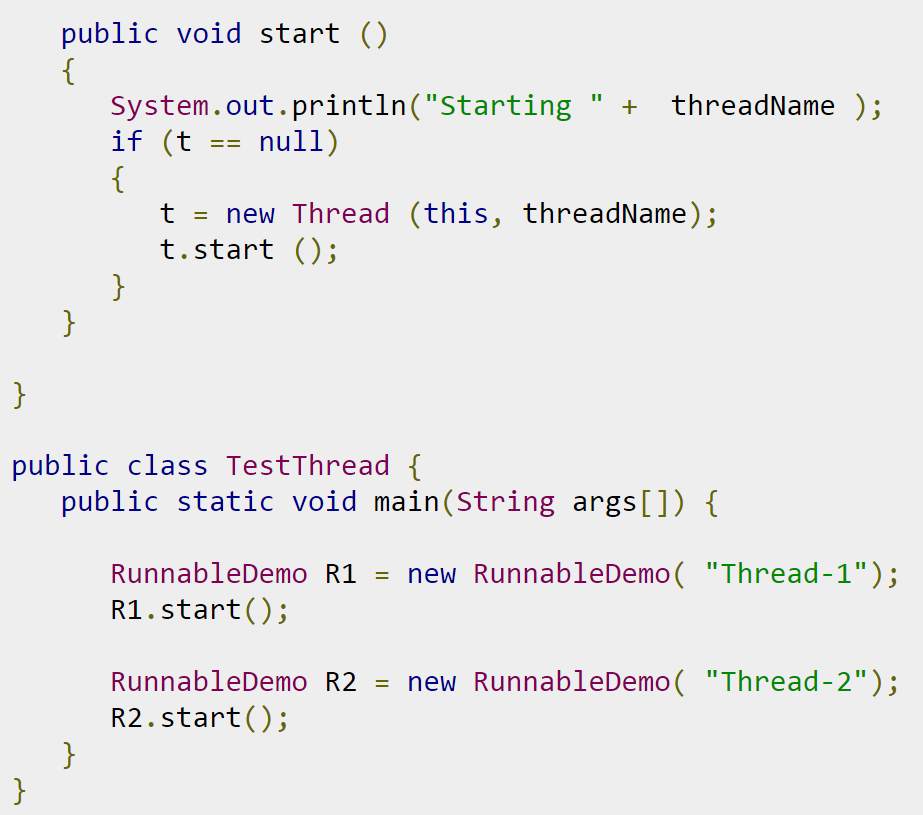 public void start ()
{
System.out.println("Starting " +  threadName );
if (t == null)
{
t = new Thread (this, threadName);
t.start ();
}
}
}
public class TestThread {
public static void main(String args[]) {
RunnableDemo R1 = new RunnableDemo( "Thread-1");
R1.start();
RunnableDemo R2 = new RunnableDemo( "Thread-2");
R2.start();
}
}